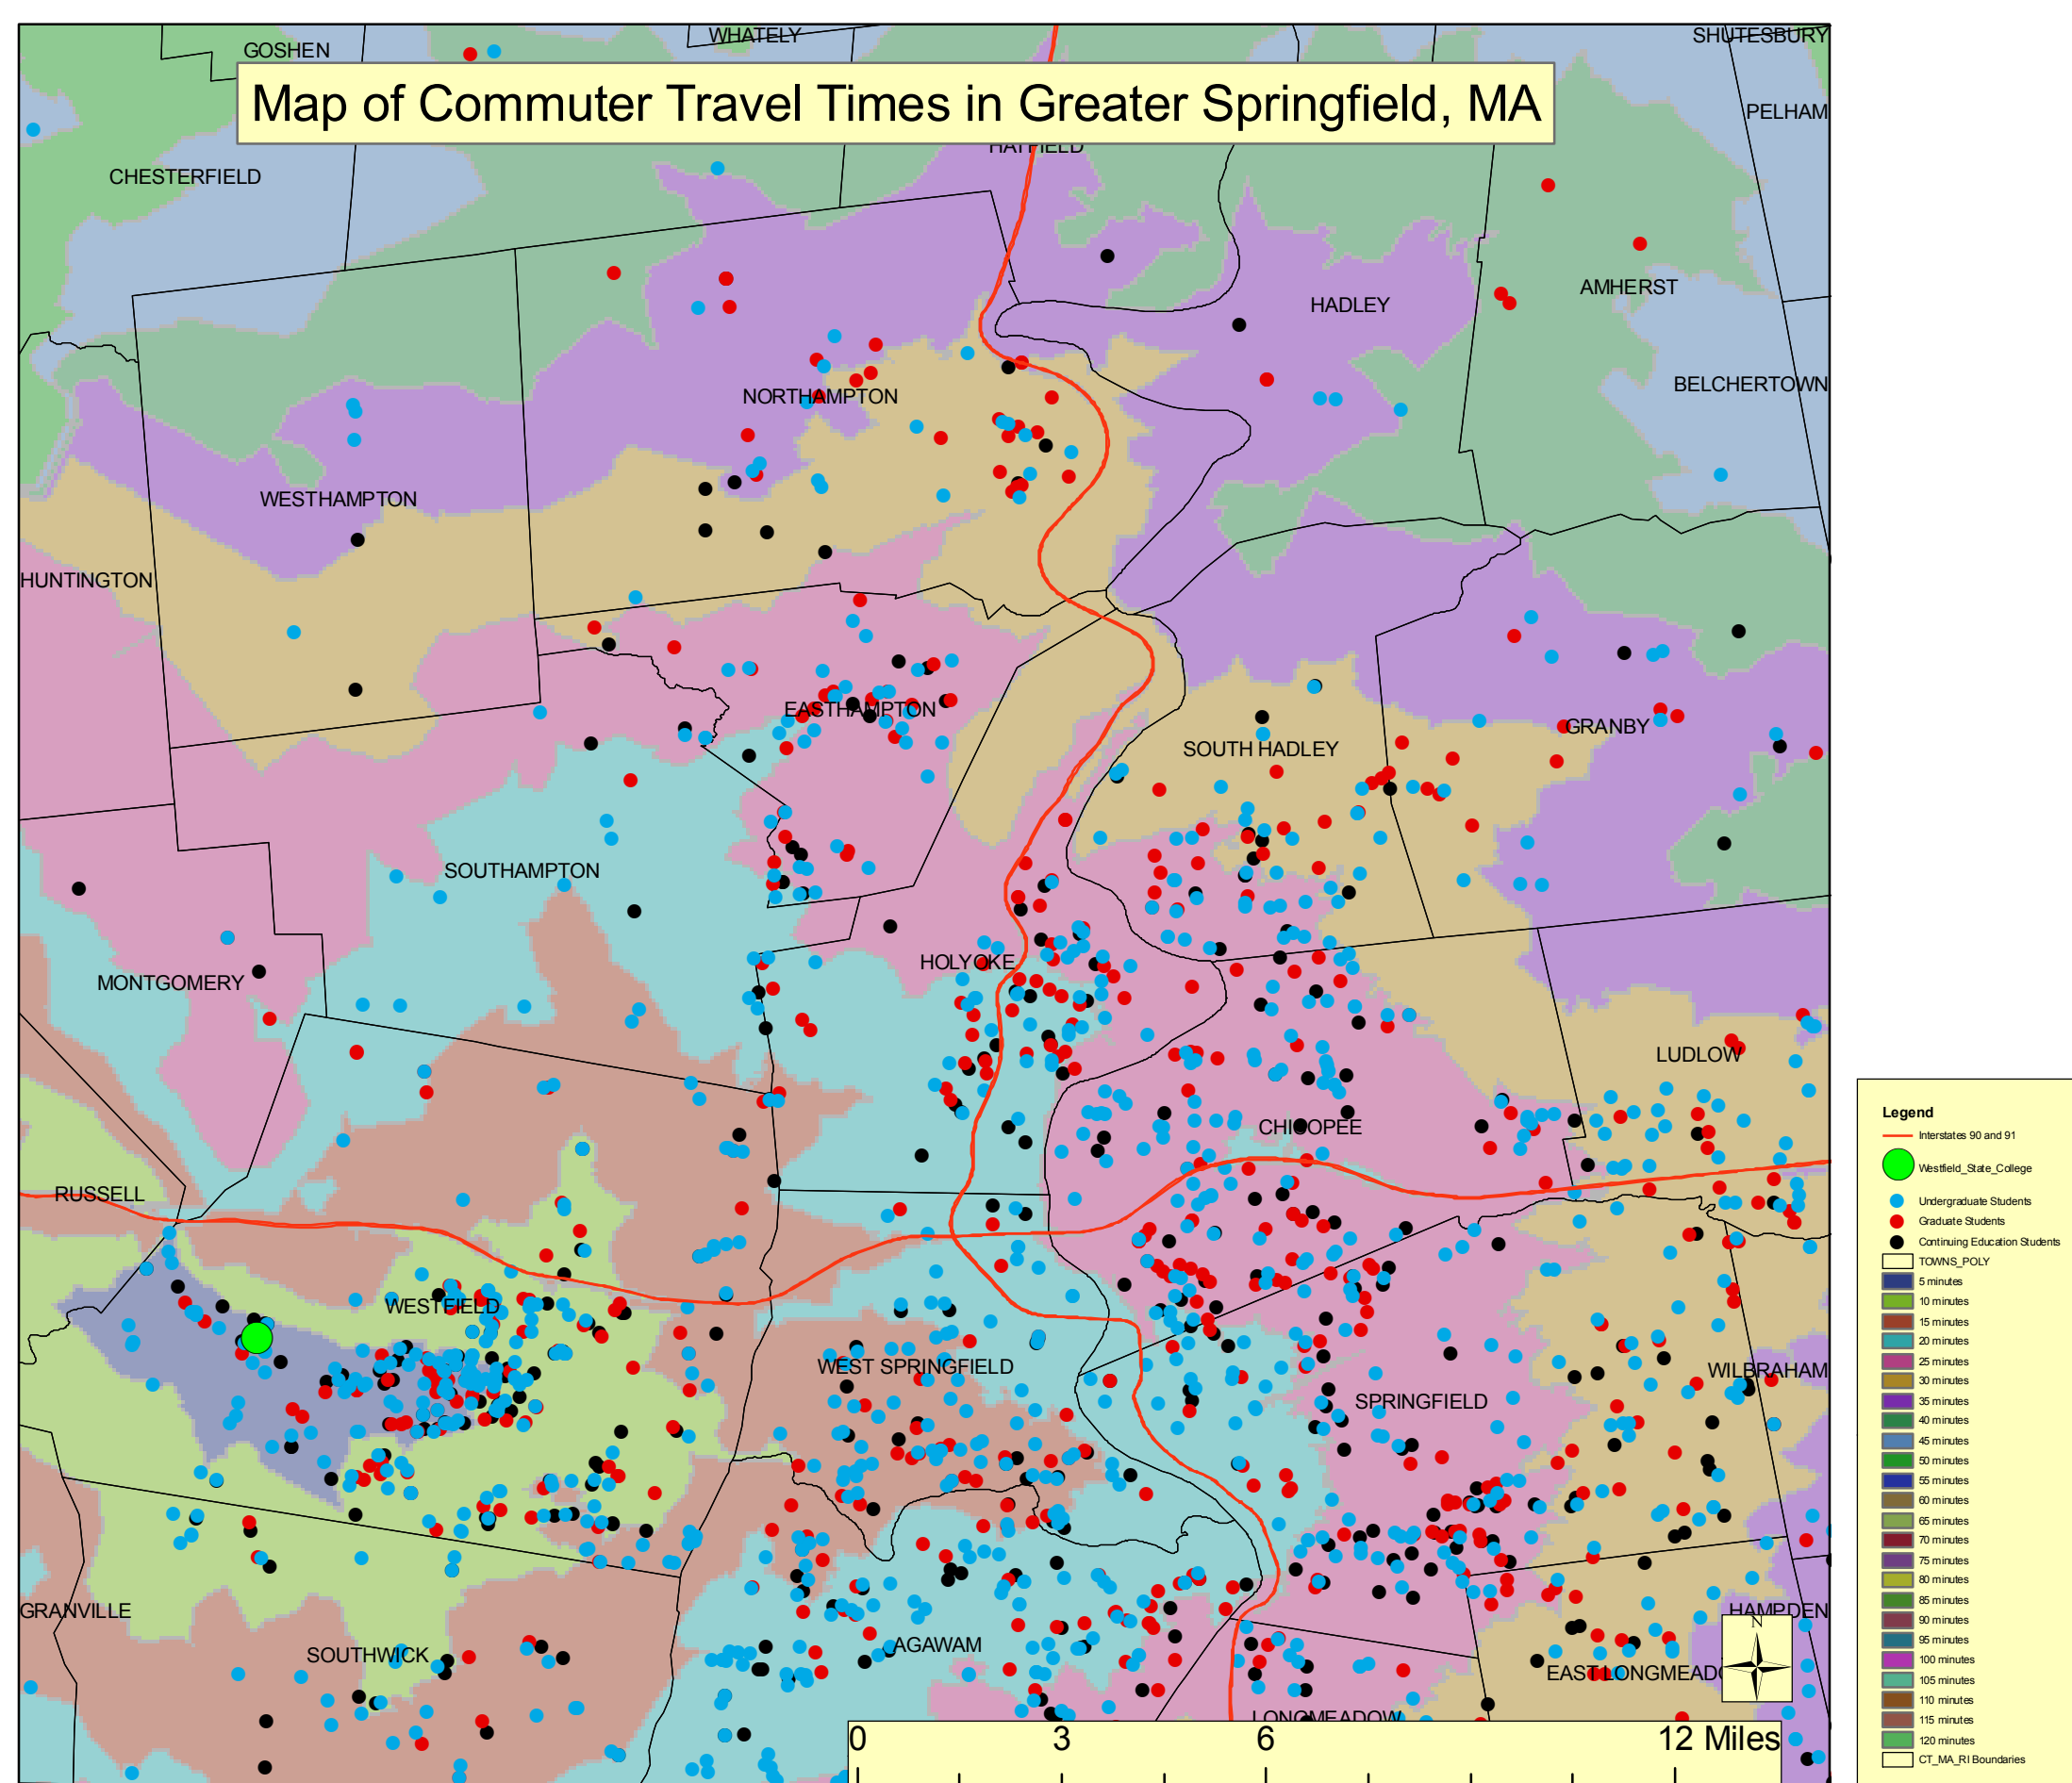 GOSHEN
WHATELY
SHUTESBURY
Map of Commuter Travel Times in Greater Springfield, MA
PELHAM
HATFIELD
CHESTERFIELD
AMHERST
HADLEY
BELCHERTOWN
NORTHAMPTON
WESTHAMPTON
HUNTINGTON
EASTHAMPTON
GRANBY
SOUTH HADLEY
SOUTHAMPTON
HOLYOKE
MONTGOMERY
LUDLOW
CHICOPEE
RUSSELL
WESTFIELD
WEST SPRINGFIELD
WILBRAHAM
SPRINGFIELD
GRANVILLE
HAMPDEN
AGAWAM
SOUTHWICK
EAST LONGMEADO
LONGMEADOW
N
0 3 6 12 Miles
Legend
Interstates 90 and 91
Westfield_State_College
Undergraduate Students
Graduate Students
Continuing Education Students
TOWNS_POLY
5 minutes
10 minutes
15 minutes
20 minutes
25 minutes
30 minutes
35 minutes
40 minutes
45 minutes
50 minutes
55 minutes
60 minutes
65 minutes
70 minutes
75 minutes
80 minutes
85 minutes
90 minutes
95 minutes
100 minutes
105 minutes
110 minutes
115 minutes
120 minutes
CT_MA_RI Boundaries